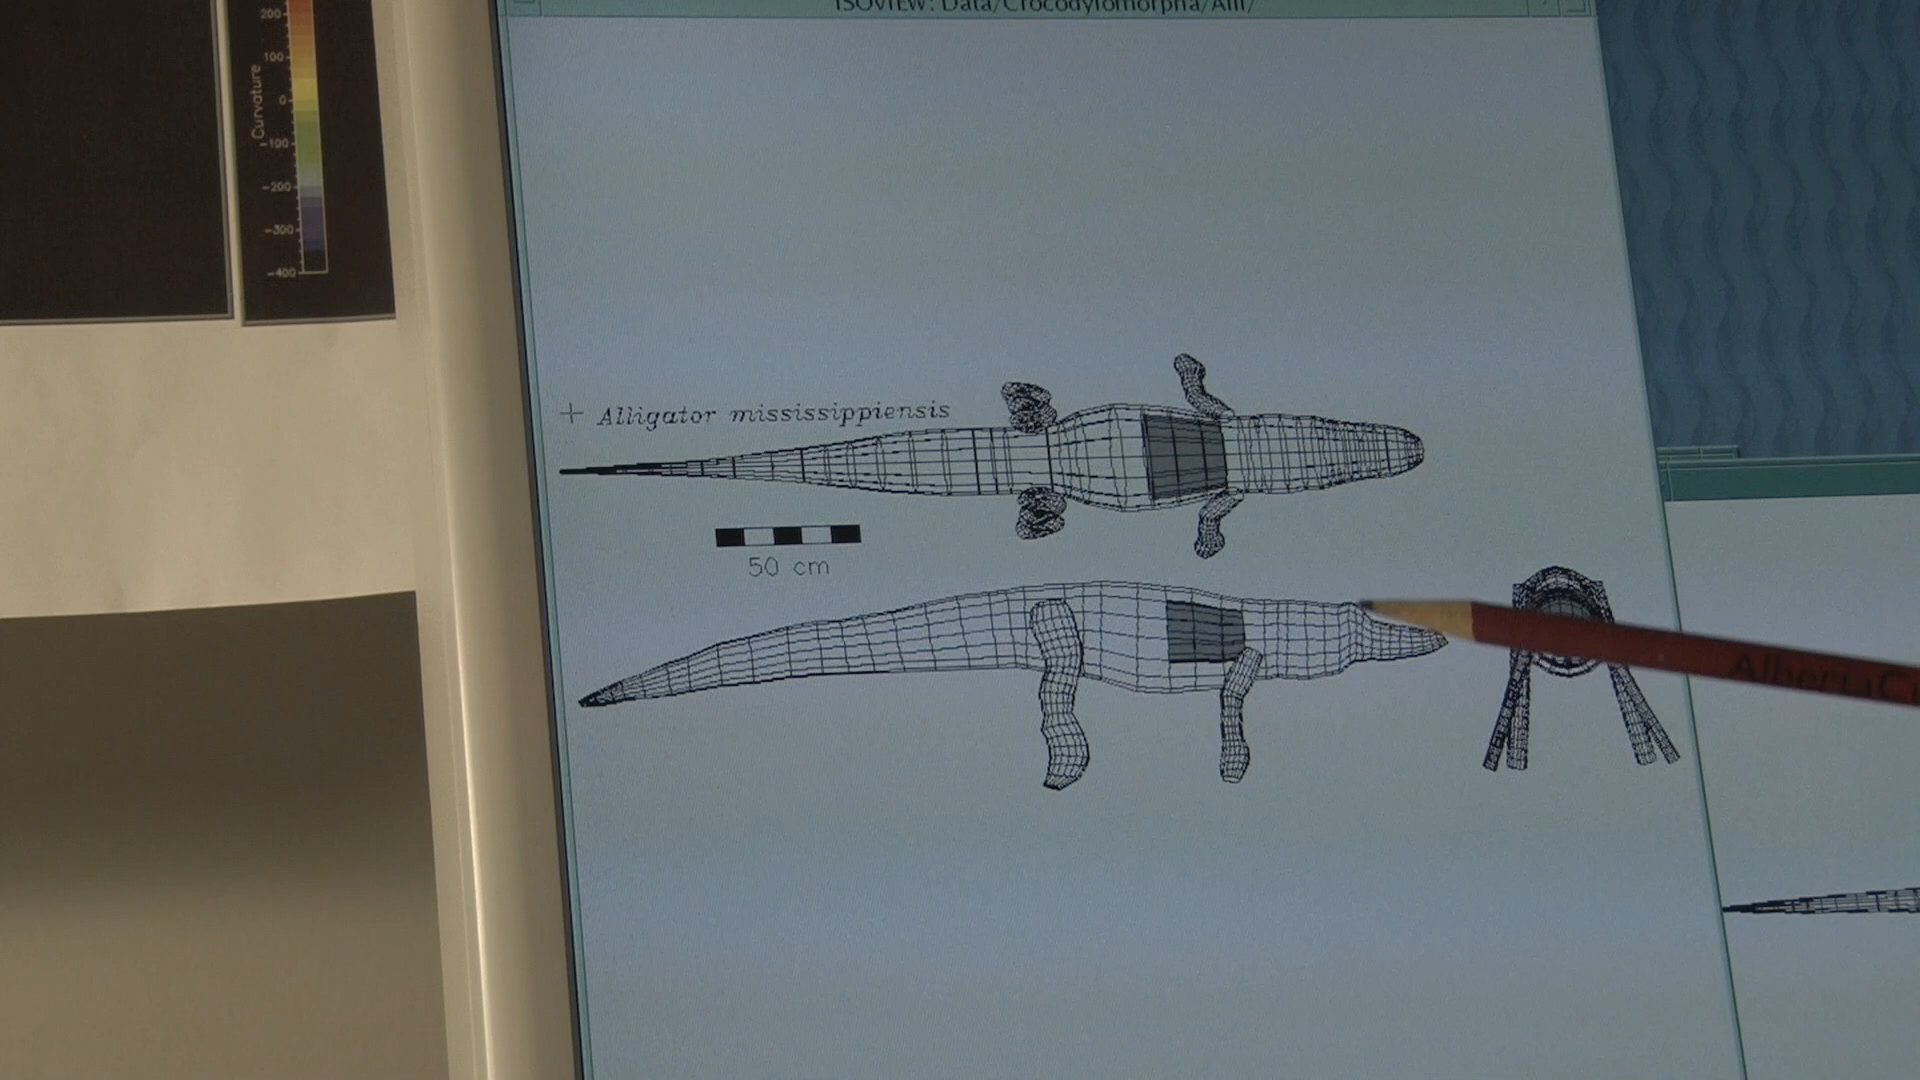 ISOVIEW: Data/Crocodylomorpha/Alli/
Curvature
200
100
0
-100
-200
-300
-400
Alligator mississippiensis
50 cm